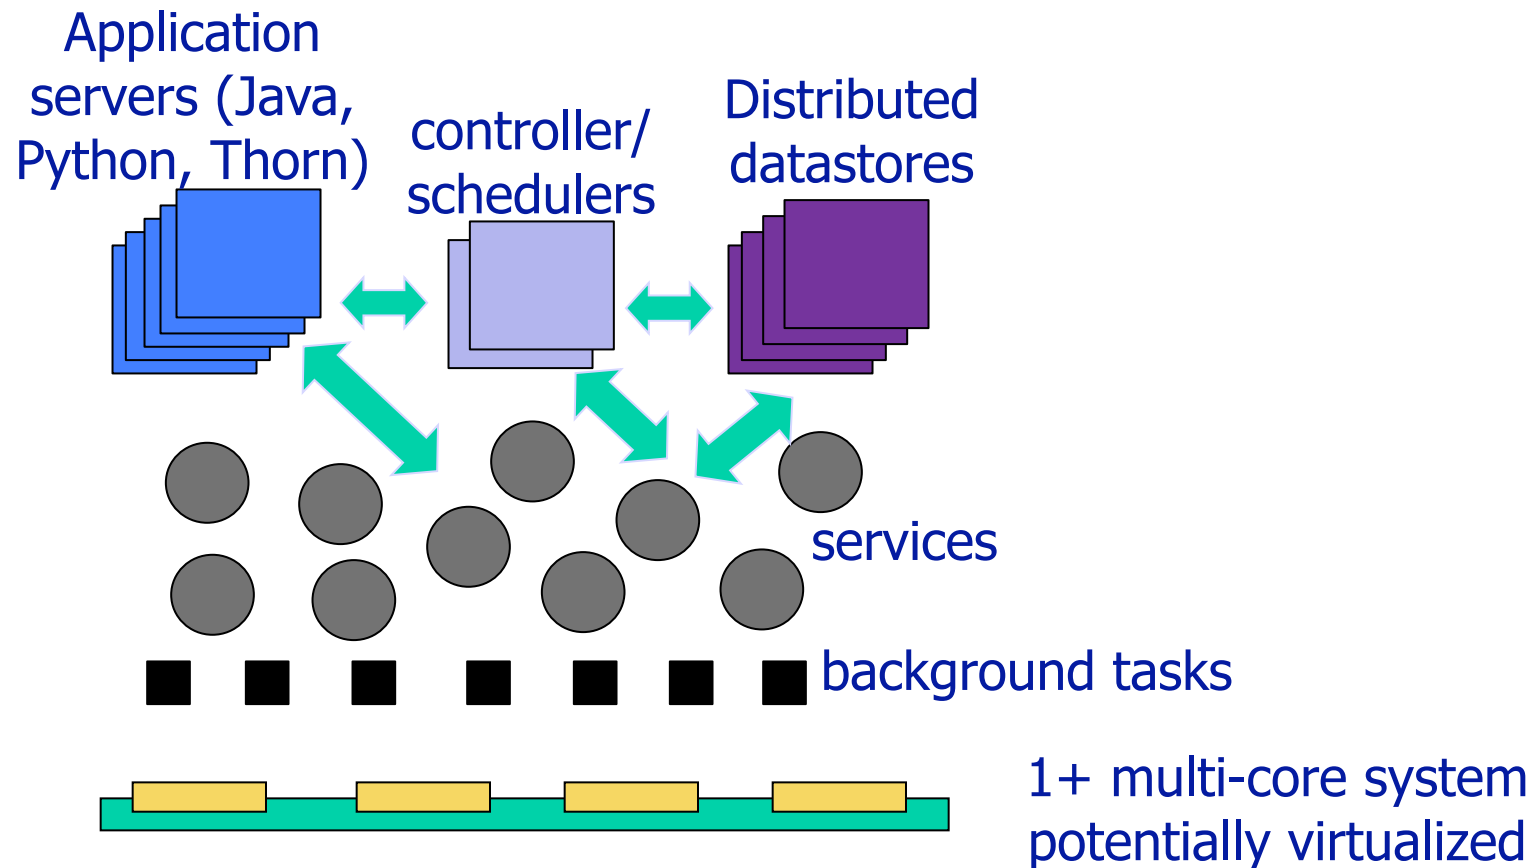 Application
servers (Java,
Python, Thorn)
controller/
schedulers
Distributed
datastores
services
background tasks
1+ multi-core system
potentially virtualized